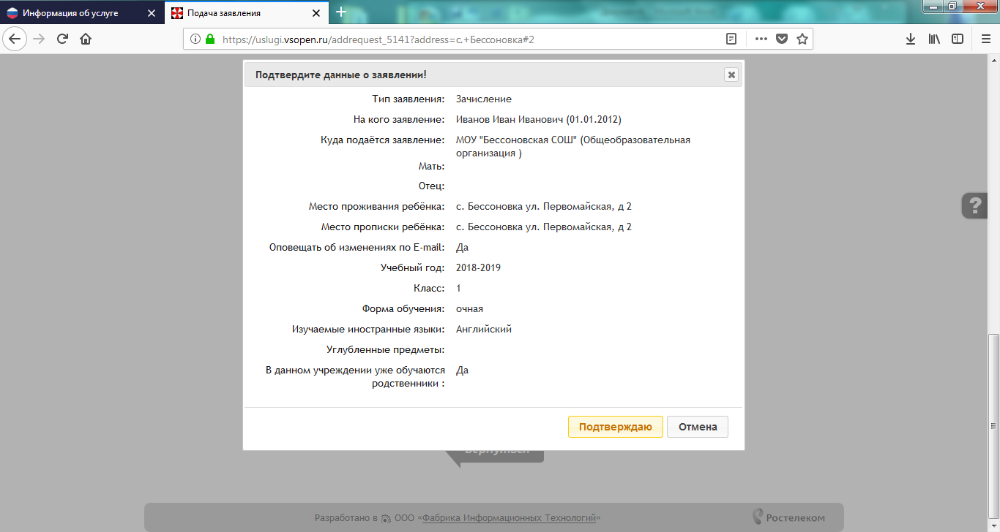 Информация об услуге
Подача заявления
https://uslugi.vsopen.ru/addrequest_5141?address=с.+Бессоновка#2
Подтвердите данные о заявлении!
Тип заявления: Зачисление
На кого заявление: Иванов Иван Иванович (01.01.2012)
Куда подаётся заявление: МОУ "Бессоновская СОШ" (Общеобразовательная
организация )
Мать:
Отец:
Место проживания ребёнка: с. Бессоновка ул. Первомайская, д 2
Место прописки ребёнка: с. Бессоновка ул. Первомайская, д 2
Оповещать об изменениях по E-mail: Да
Учебный год: 2018-2019
Класс: 1
Форма обучения: очная
Изучаемые иностранные языки: Английский
Углубленные предметы:
В данном учреждении уже обучаются Да
родственники :
Подтверждаю Отмена
Вернуться
?
Разработано в ООО «Фабрика Информационных Технологий»
Ростелеком